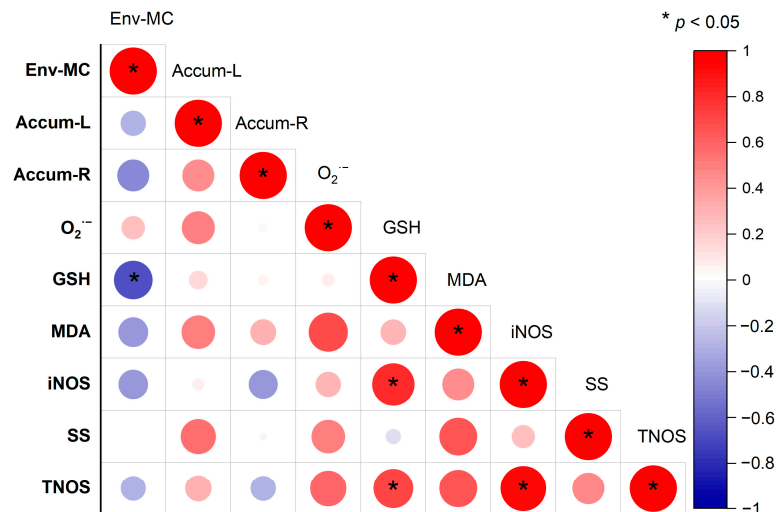 Env-MC
* p < 0.05
Env-MC * Accum-L
Accum-L * Accum-R
Accum-R * O₂·−
O₂·− * GSH
GSH * * MDA
MDA * iNOS
iNOS * * SS
SS * TNOS
TNOS * * *
1
0.8
0.6
0.4
0.2
0
−0.2
−0.4
−0.6
−0.8
−1